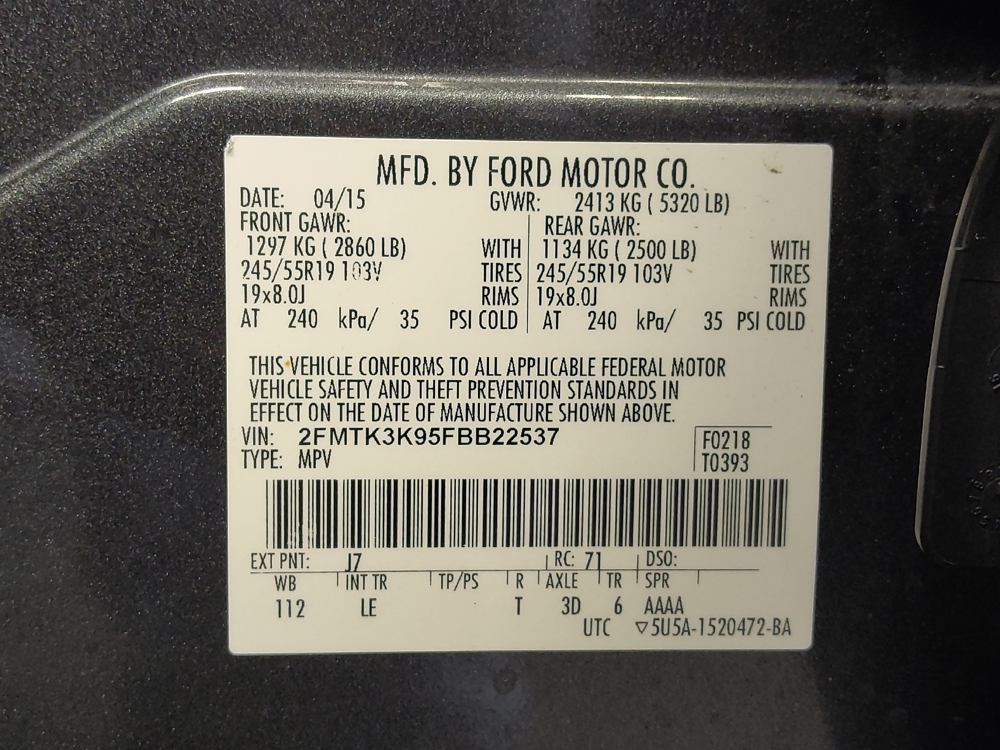 MFD. BY FORD MOTOR CO.
DATE: 04/15 GVWR: 2413 KG ( 5320 LB)
FRONT GAWR: REAR GAWR:
1297 KG ( 2860 LB) WITH 1134 KG ( 2500 LB) WITH
245/55R19 103V TIRES 245/55R19 103V TIRES
19x8.0J RIMS 19x8.0J RIMS
AT 240 kPa/ 35 PSI COLD AT 240 kPa/ 35 PSI COLD
THIS VEHICLE CONFORMS TO ALL APPLICABLE FEDERAL MOTOR
VEHICLE SAFETY AND THEFT PREVENTION STANDARDS IN
EFFECT ON THE DATE OF MANUFACTURE SHOWN ABOVE.
VIN: 2FMTK3K95FBB22537 F0218
TYPE: MPV T0393
EXT PNT: J7 RC: 71 DSO:
WB INT TR TP/PS R AXLE TR SPR
112 LE T 3D 6 AAAA
UTC ▽5U5A-1520472-BA